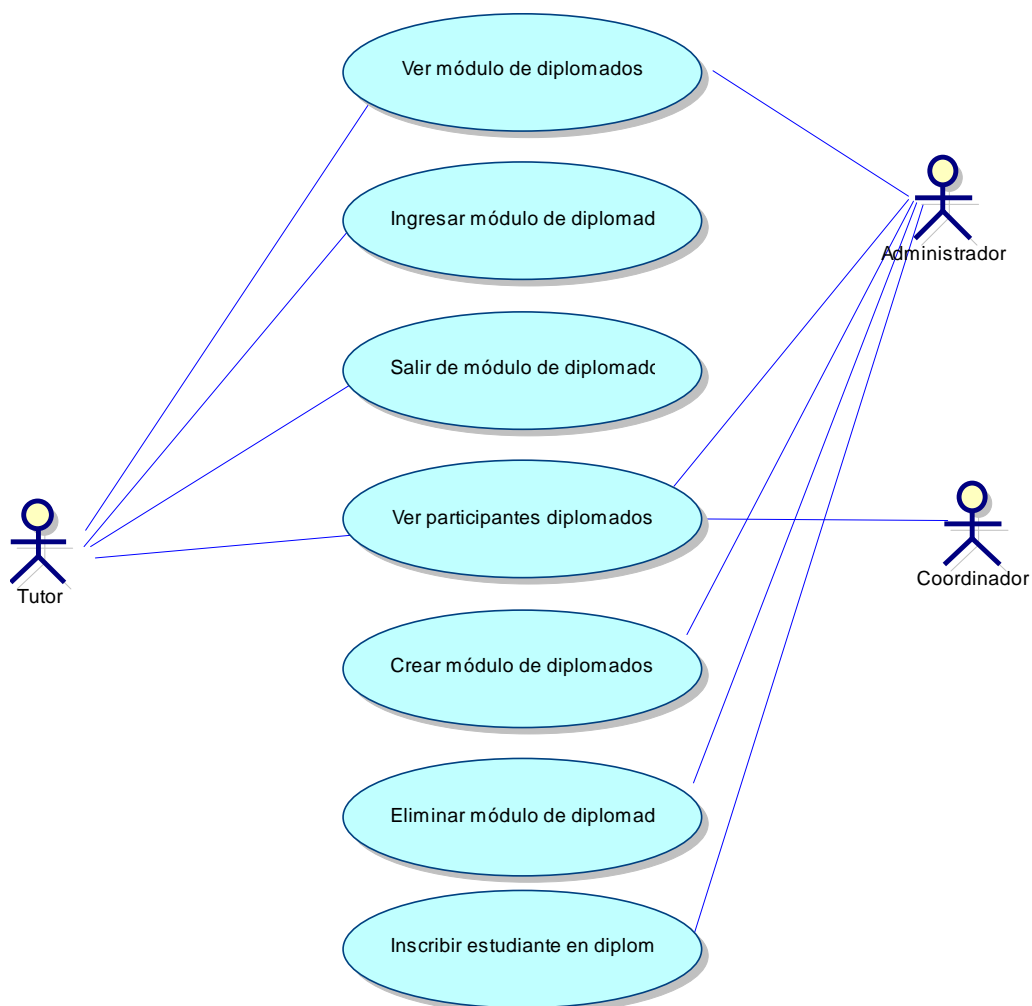 Ver módulo de diplomados
Ingresar módulo de diplomad
Administrador
Salir de módulo de diplomado
Ver participantes diplomados
Coordinador
Tutor
Crear módulo de diplomados
Eliminar módulo de diplomad
Inscribir estudiante en diplom